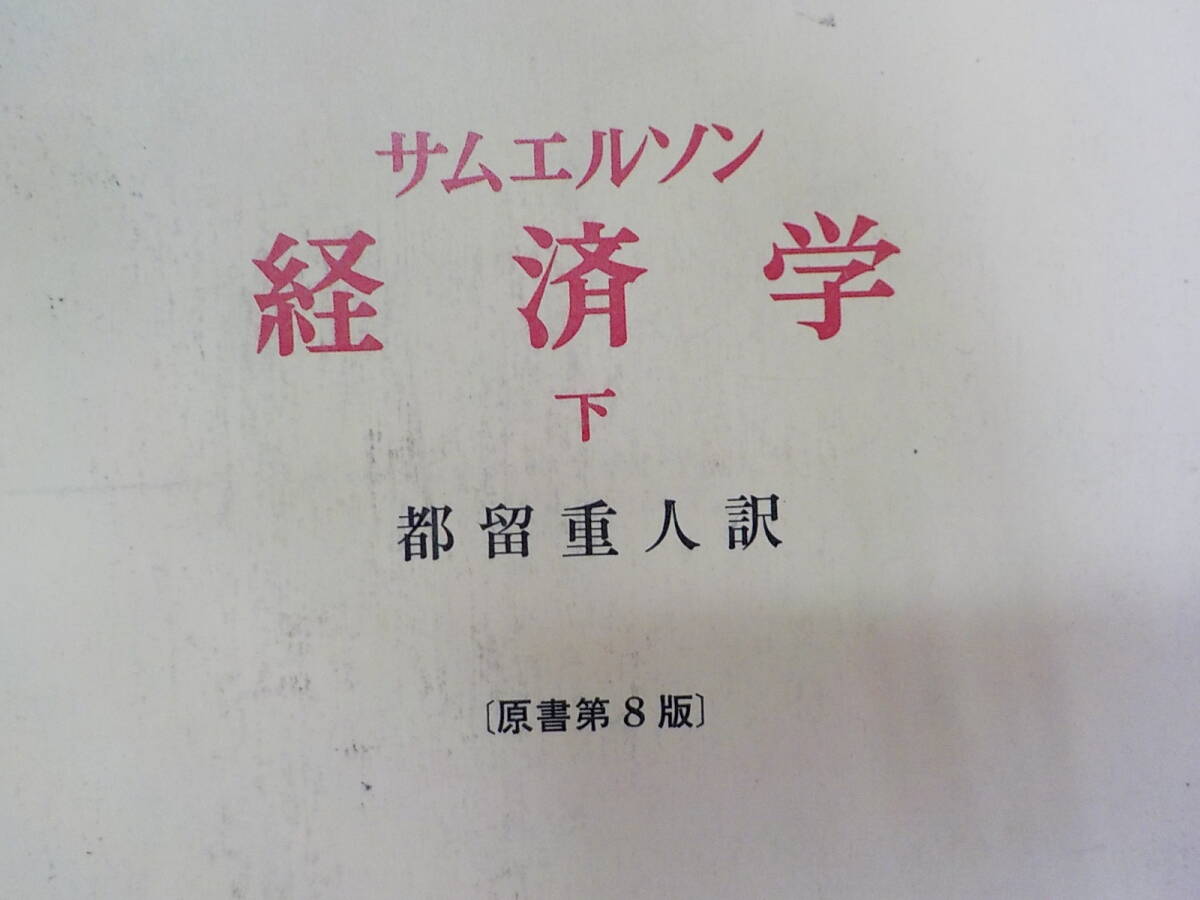 サムエルソン
経済学
下
都留重人訳
〔原書第8版〕